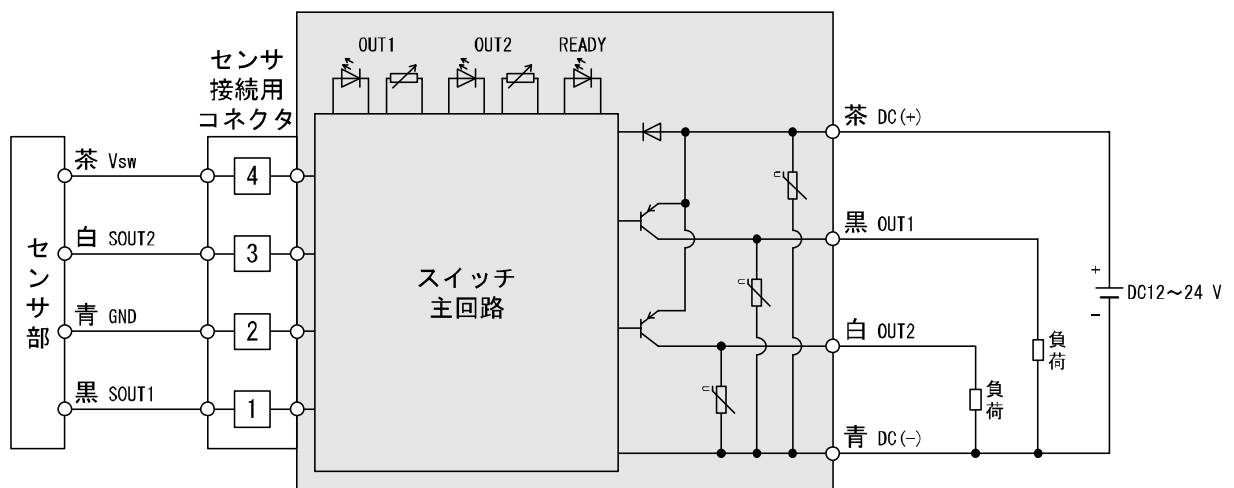 OUT1
OUT2
READY
センサ
接続用
コネクタ
茶 DC(+)
茶 Vsw
4
黒 OUT1
白 SOUT2
3
センサ部
スイッチ
主回路
+
DC12～24 V
-
青 GND
2
白 OUT2
負荷
負荷
黒 SOUT1
1
青 DC(-)
u
u
u